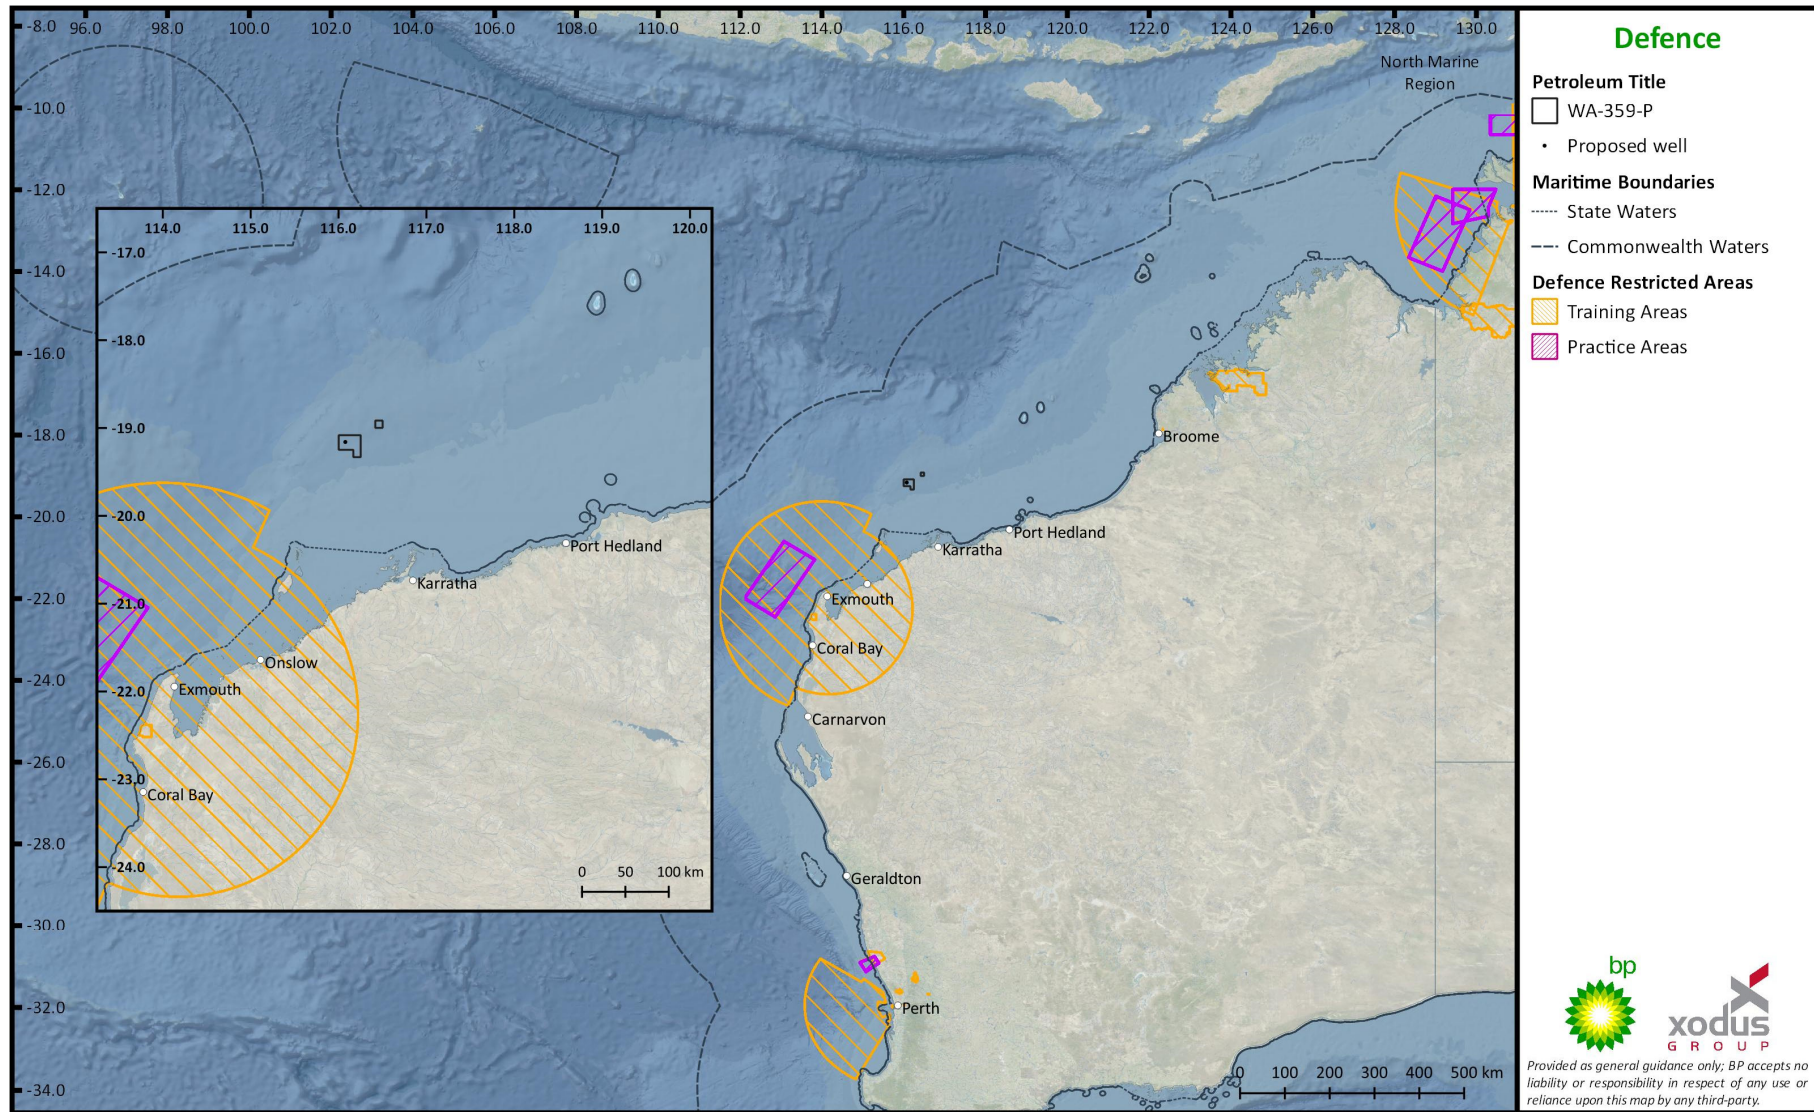 -8.0
96.0
98.0
100.0
102.0
104.0
106.0
108.0
110.0
112.0
114.0
116.0
118.0
120.0
122.0
124.0
126.0
128.0
130.0
-10.0
-12.0
-14.0
-16.0
-18.0
-20.0
-22.0
-24.0
-26.0
-28.0
-30.0
-32.0
-34.0
North Marine
Region
Broome
Port Hedland
Karratha
Exmouth
Coral Bay
Carnarvon
Geraldton
Perth
0 100 200 300 400 500 km
114.0
115.0
116.0
117.0
118.0
119.0
120.0
-17.0
-18.0
-19.0
-20.0
-21.0
-22.0
-23.0
-24.0
Port Hedland
Karratha
Onslow
Exmouth
Coral Bay
0 50 100 km
Defence
Petroleum Title
WA-359-P
Proposed well
Maritime Boundaries
State Waters
Commonwealth Waters
Defence Restricted Areas
Training Areas
Practice Areas
bp
xodus
GROUP
Provided as general guidance only; BP accepts no
liability or responsibility in respect of any use or
reliance upon this map by any third-party.